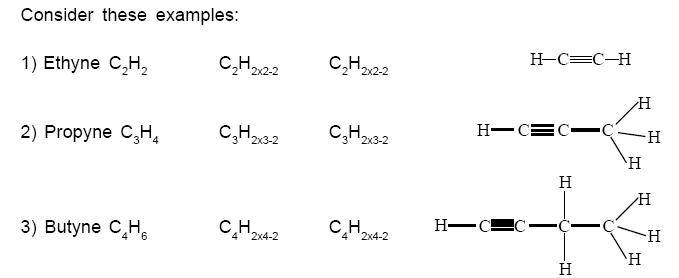 Consider these examples:
1) Ethyne C₂H₂ C₂H₂ₓ₂₋₂ C₂H₂ₓ₂₋₂ H–C≡C–H
H
2) Propyne C₃H₄ C₃H₂ₓ₃₋₂ C₃H₂ₓ₃₋₂ H–C≡C–C–H
H
H H
3) Butyne C₄H₆ C₄H₂ₓ₄₋₂ C₄H₂ₓ₄₋₂ H–C≡C–C–C–H
H H